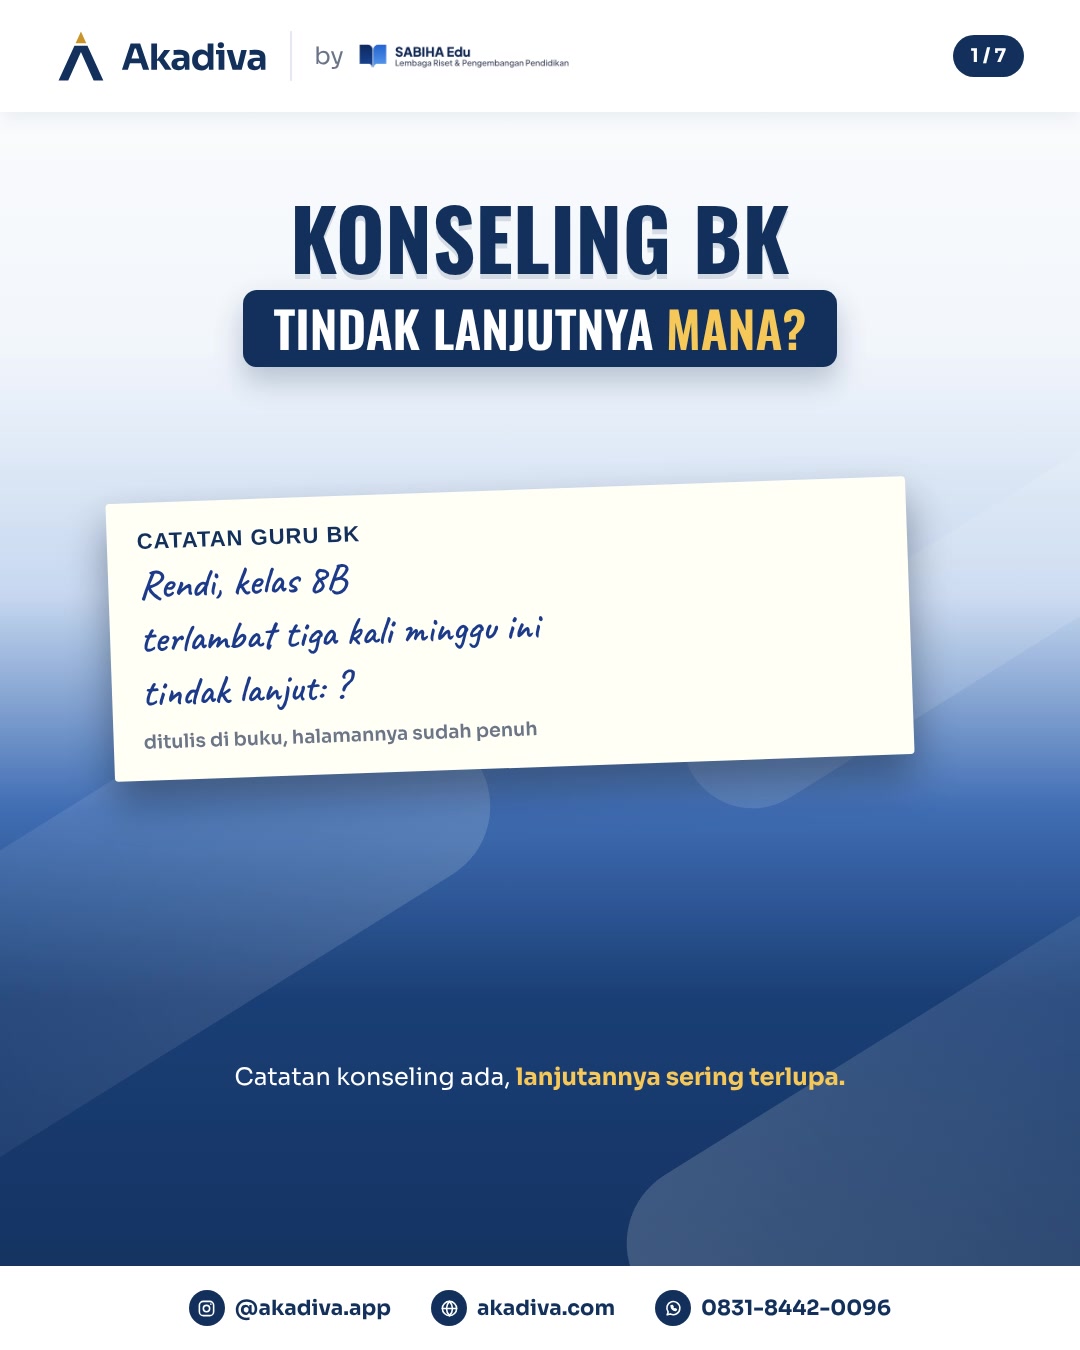 Akadiva
by
SABIHA Edu
Lembaga Riset & Pengembangan Pendidikan
1 / 7
KONSELING BK
TINDAK LANJUTNYA MANA?
CATATAN GURU BK
Rendi, kelas 8B
terlambat tiga kali minggu ini
tindak lanjut: ?
ditulis di buku, halamannya sudah penuh
Catatan konseling ada, lanjutannya sering terlupa.
@akadiva.app
akadiva.com
0831-8442-0096